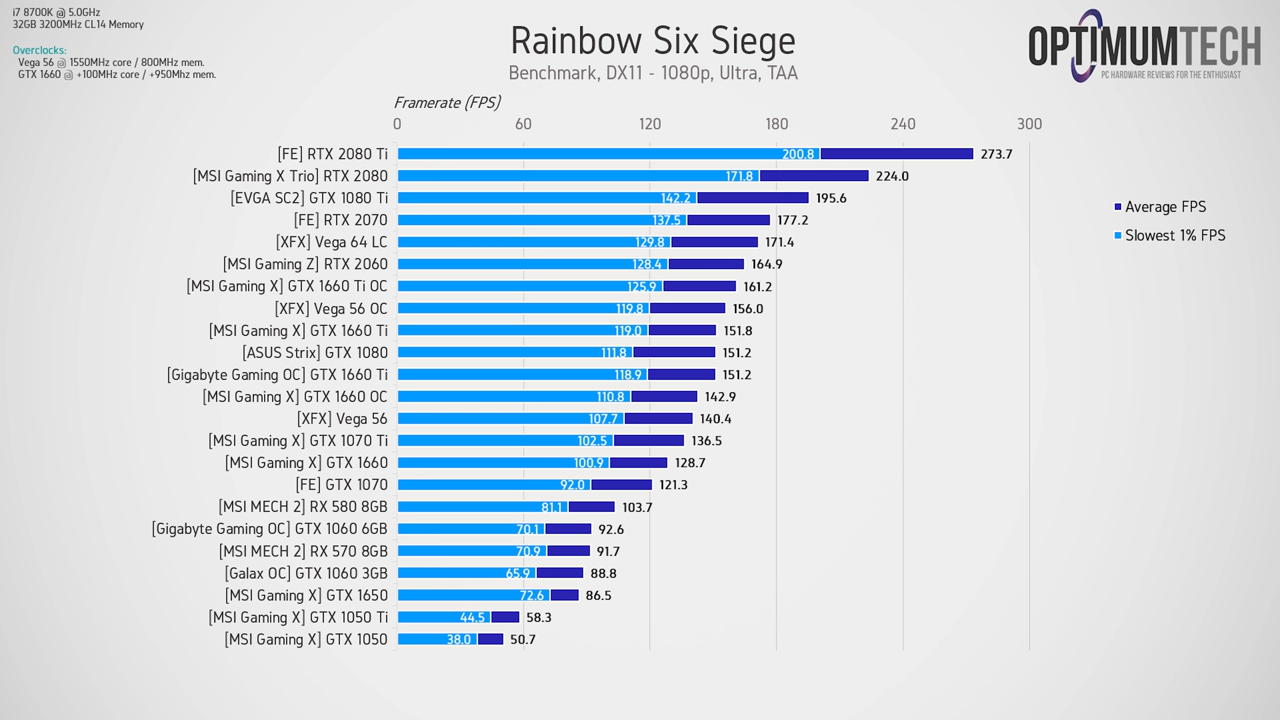 i7 8700K @ 5.0GHz
32GB 3200MHz CL14 Memory
Overclocks:
Vega 56 @ 1550MHz core / 800MHz mem.
GTX 1660 @ +100MHz core / +950Mhz mem.
Rainbow Six Siege
Benchmark, DX11 - 1080p, Ultra, TAA
OPTIMUMTECH
PC HARDWARE REVIEWS FOR THE ENTHUSIAST
Framerate (FPS)
0 60 120 180 240 300
[FE] RTX 2080 Ti 200.8 273.7
[MSI Gaming X Trio] RTX 2080 171.8 224.0
[EVGA SC2] GTX 1080 Ti 142.2 195.6
[FE] RTX 2070 137.5 177.2
[XFX] Vega 64 LC 129.8 171.4
[MSI Gaming Z] RTX 2060 128.4 164.9
[MSI Gaming X] GTX 1660 Ti OC 125.9 161.2
[XFX] Vega 56 OC 119.8 156.0
[MSI Gaming X] GTX 1660 Ti 119.0 151.8
[ASUS Strix] GTX 1080 111.8 151.2
[Gigabyte Gaming OC] GTX 1660 Ti 118.9 151.2
[MSI Gaming X] GTX 1660 OC 110.8 142.9
[XFX] Vega 56 107.7 140.4
[MSI Gaming X] GTX 1070 Ti 102.5 136.5
[MSI Gaming X] GTX 1660 100.9 128.7
[FE] GTX 1070 92.0 121.3
[MSI MECH 2] RX 580 8GB 81.1 103.7
[Gigabyte Gaming OC] GTX 1060 6GB 70.1 92.6
[MSI MECH 2] RX 570 8GB 70.9 91.7
[Galax OC] GTX 1060 3GB 65.9 88.8
[MSI Gaming X] GTX 1650 72.6 86.5
[MSI Gaming X] GTX 1050 Ti 44.5 58.3
[MSI Gaming X] GTX 1050 38.0 50.7
Average FPS
Slowest 1% FPS